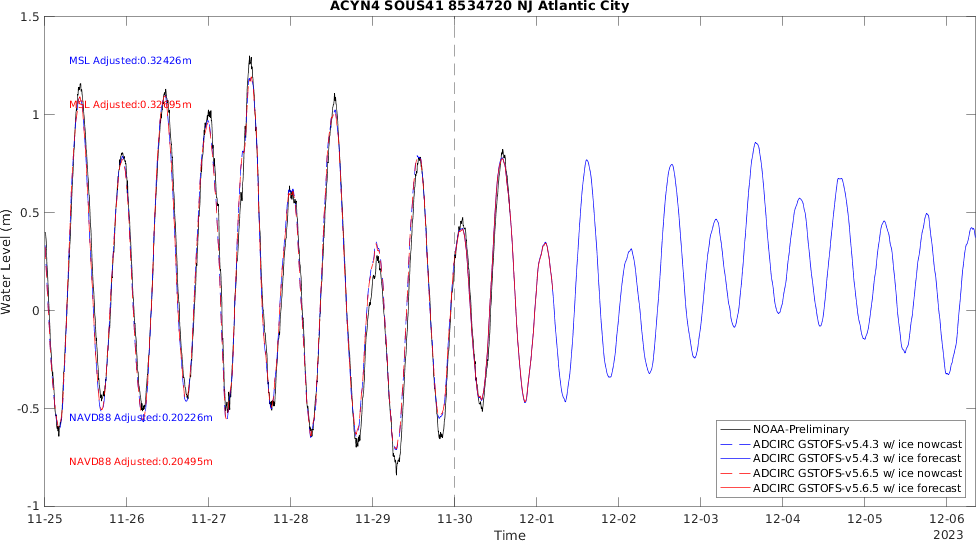 ACYN4 SOUS41 8534720 NJ Atlantic City
1.5
1
0.5
0
-0.5
-1
Water Level (m)
MSL Adjusted:0.32426m
MSL Adjusted:0.32695m
NAVD88 Adjusted:0.20226m
NAVD88 Adjusted:0.20495m
NOAA-Preliminary
ADCIRC GSTOFS-v5.4.3 w/ ice nowcast
ADCIRC GSTOFS-v5.4.3 w/ ice forecast
ADCIRC GSTOFS-v5.6.5 w/ ice nowcast
ADCIRC GSTOFS-v5.6.5 w/ ice forecast
11-25 11-26 11-27 11-28 11-29 11-30 12-01 12-02 12-03 12-04 12-05 12-06
2023
Time